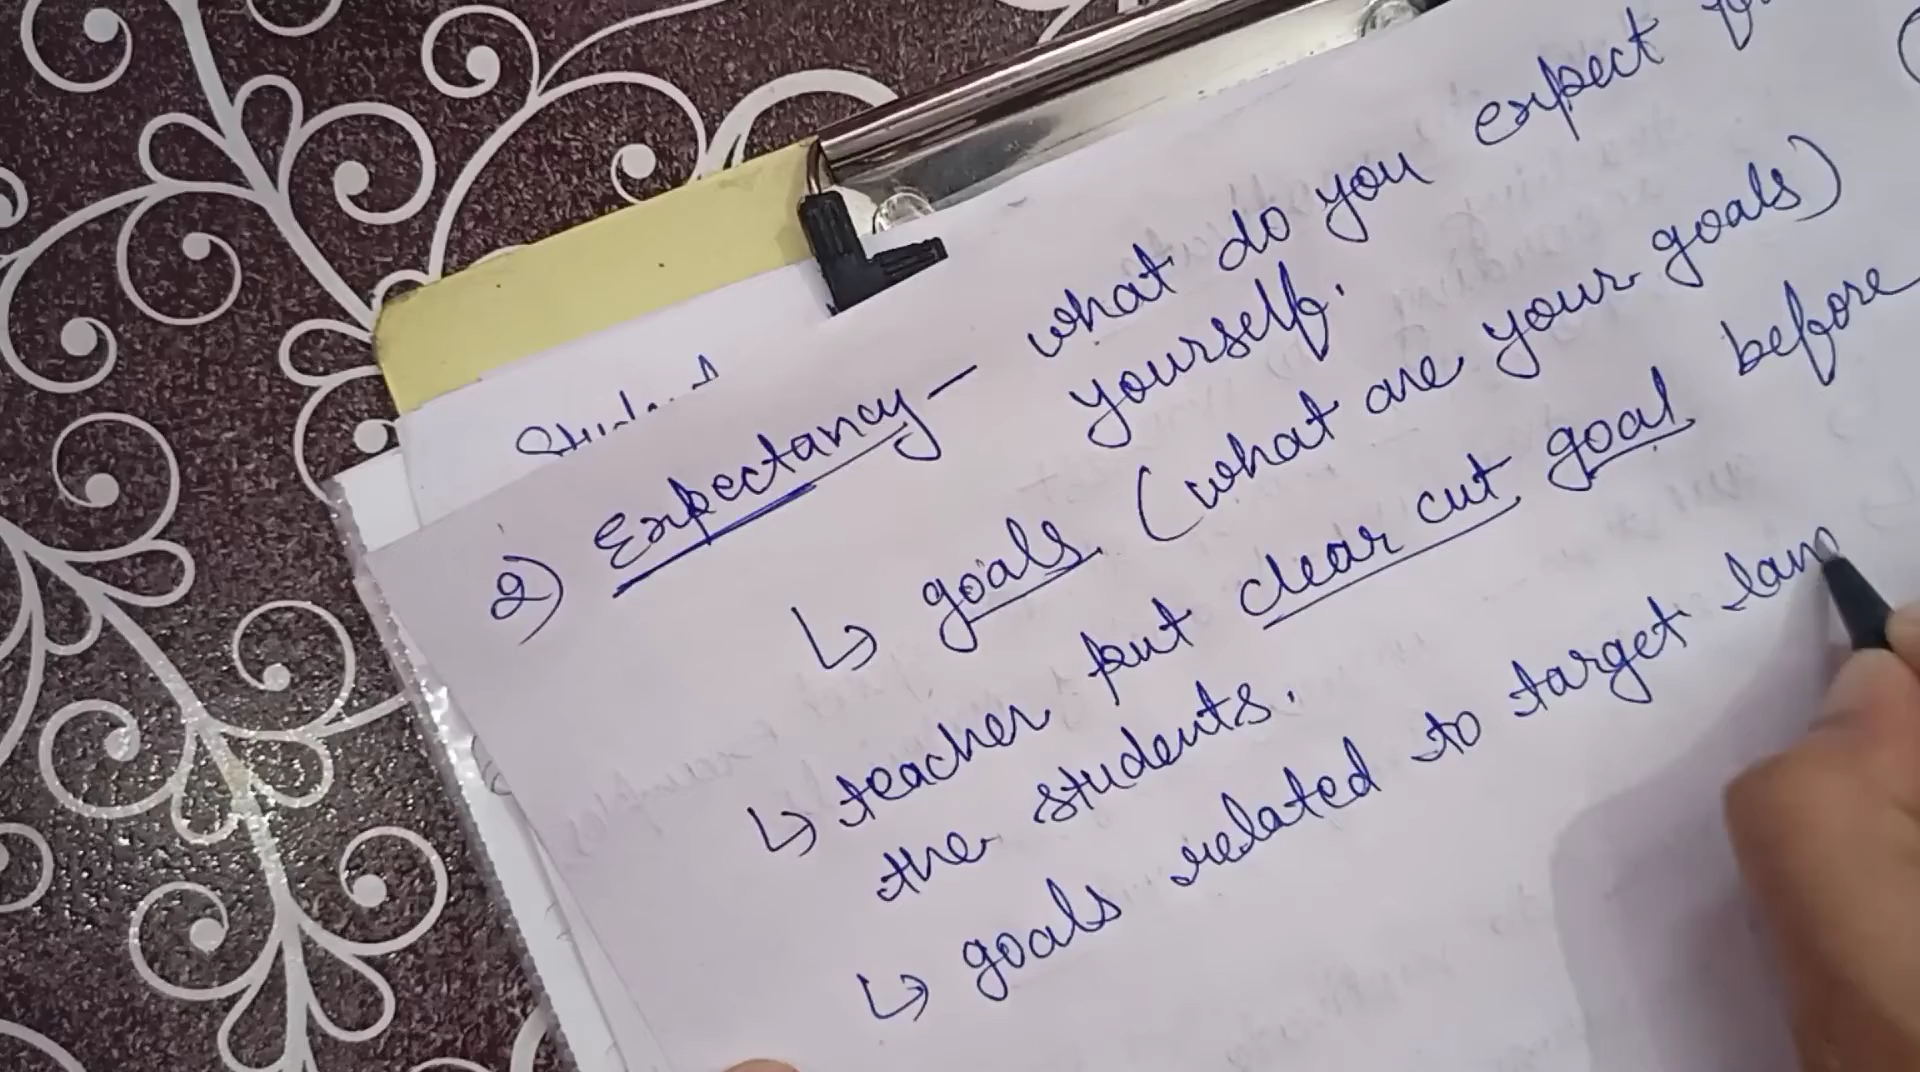 2) Expectancy - what do you expect
yourself.
↳ goals (what are your goals)
↳ teacher put clear cut goal before
the students.
↳ goals related to target lan